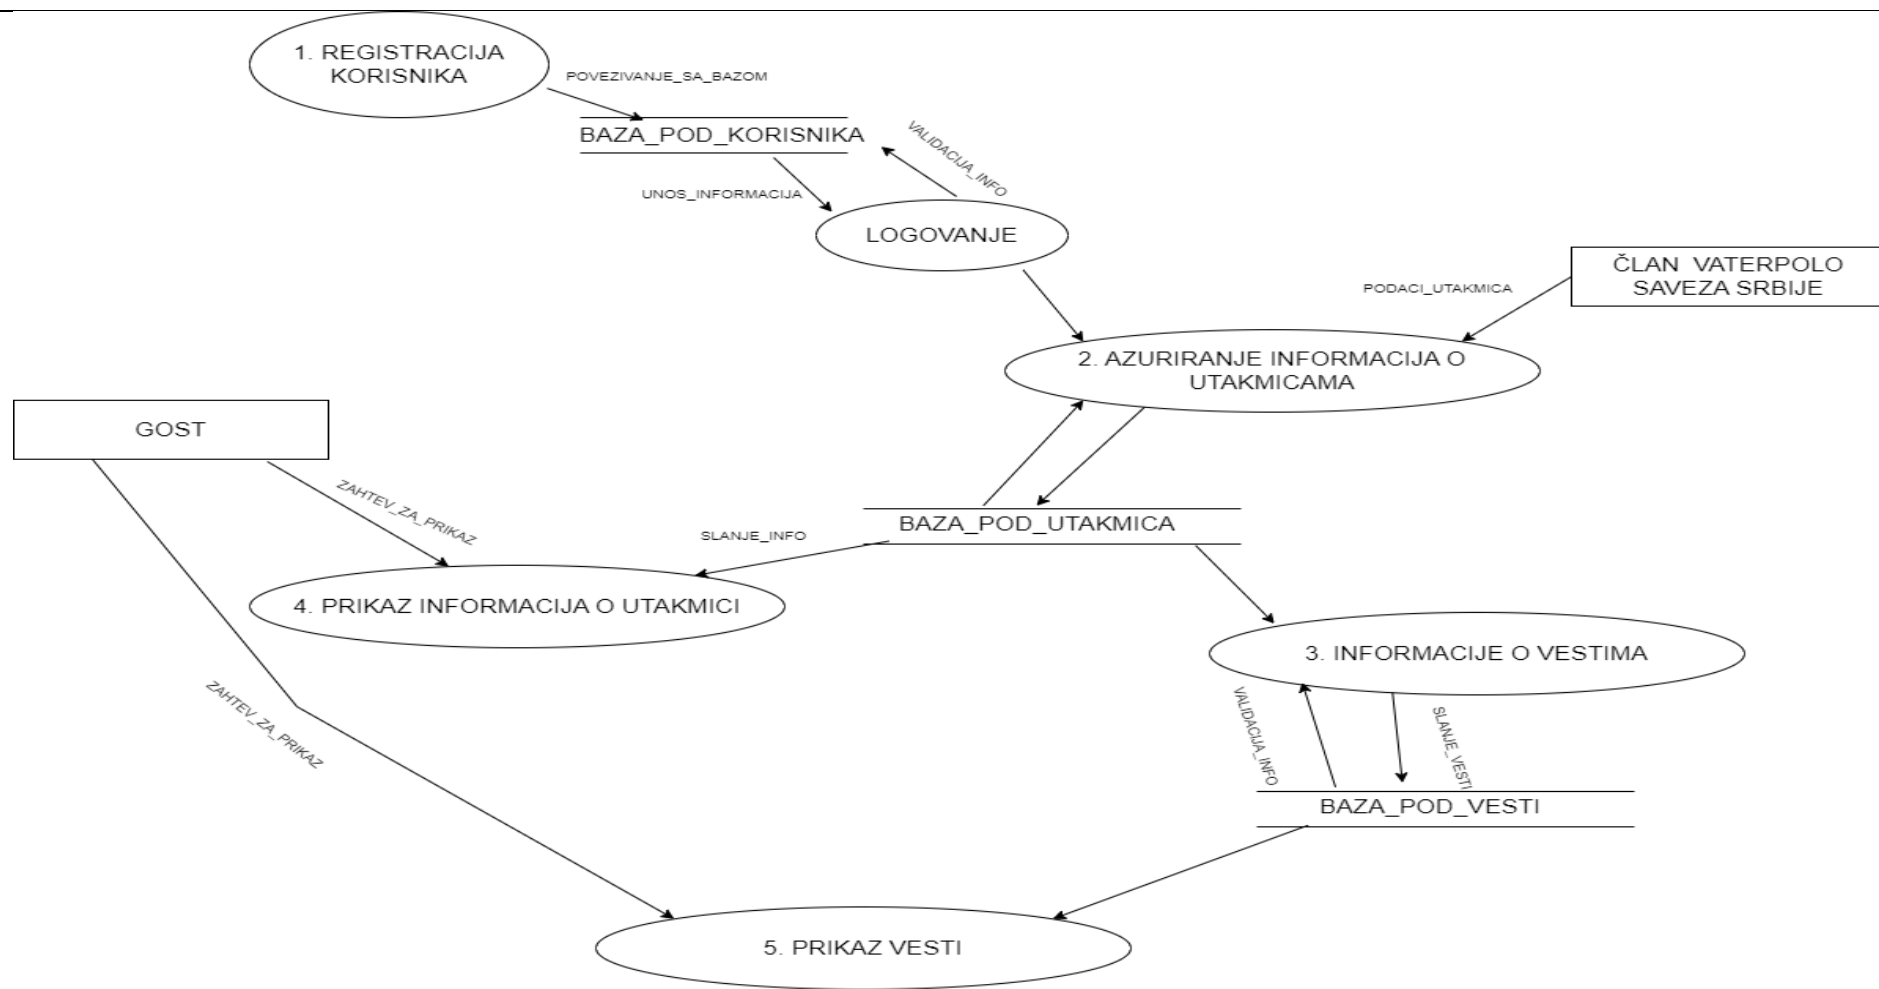 1. REGISTRACIJA
KORISNIKA
POVEZIVANJE_SA_BAZOM
BAZA_POD_KORISNIKA
VALIDACIJA_INFO
UNOS_INFORMACIJA
LOGOVANJE
ČLAN VATERPOLO
SAVEZA SRBIJE
PODACI_UTAKMICA
2. AZURIRANJE INFORMACIJA O
UTAKMICAMA
GOST
ZAHTEV_ZA_PRIKAZ
BAZA_POD_UTAKMICA
SLANJE_INFO
4. PRIKAZ INFORMACIJA O UTAKMICI
3. INFORMACIJE O VESTIMA
ZAHTEV_ZA_PRIKAZ
VALIDACIJA_INFO
SLANJE_VESTI
BAZA_POD_VESTI
5. PRIKAZ VESTI